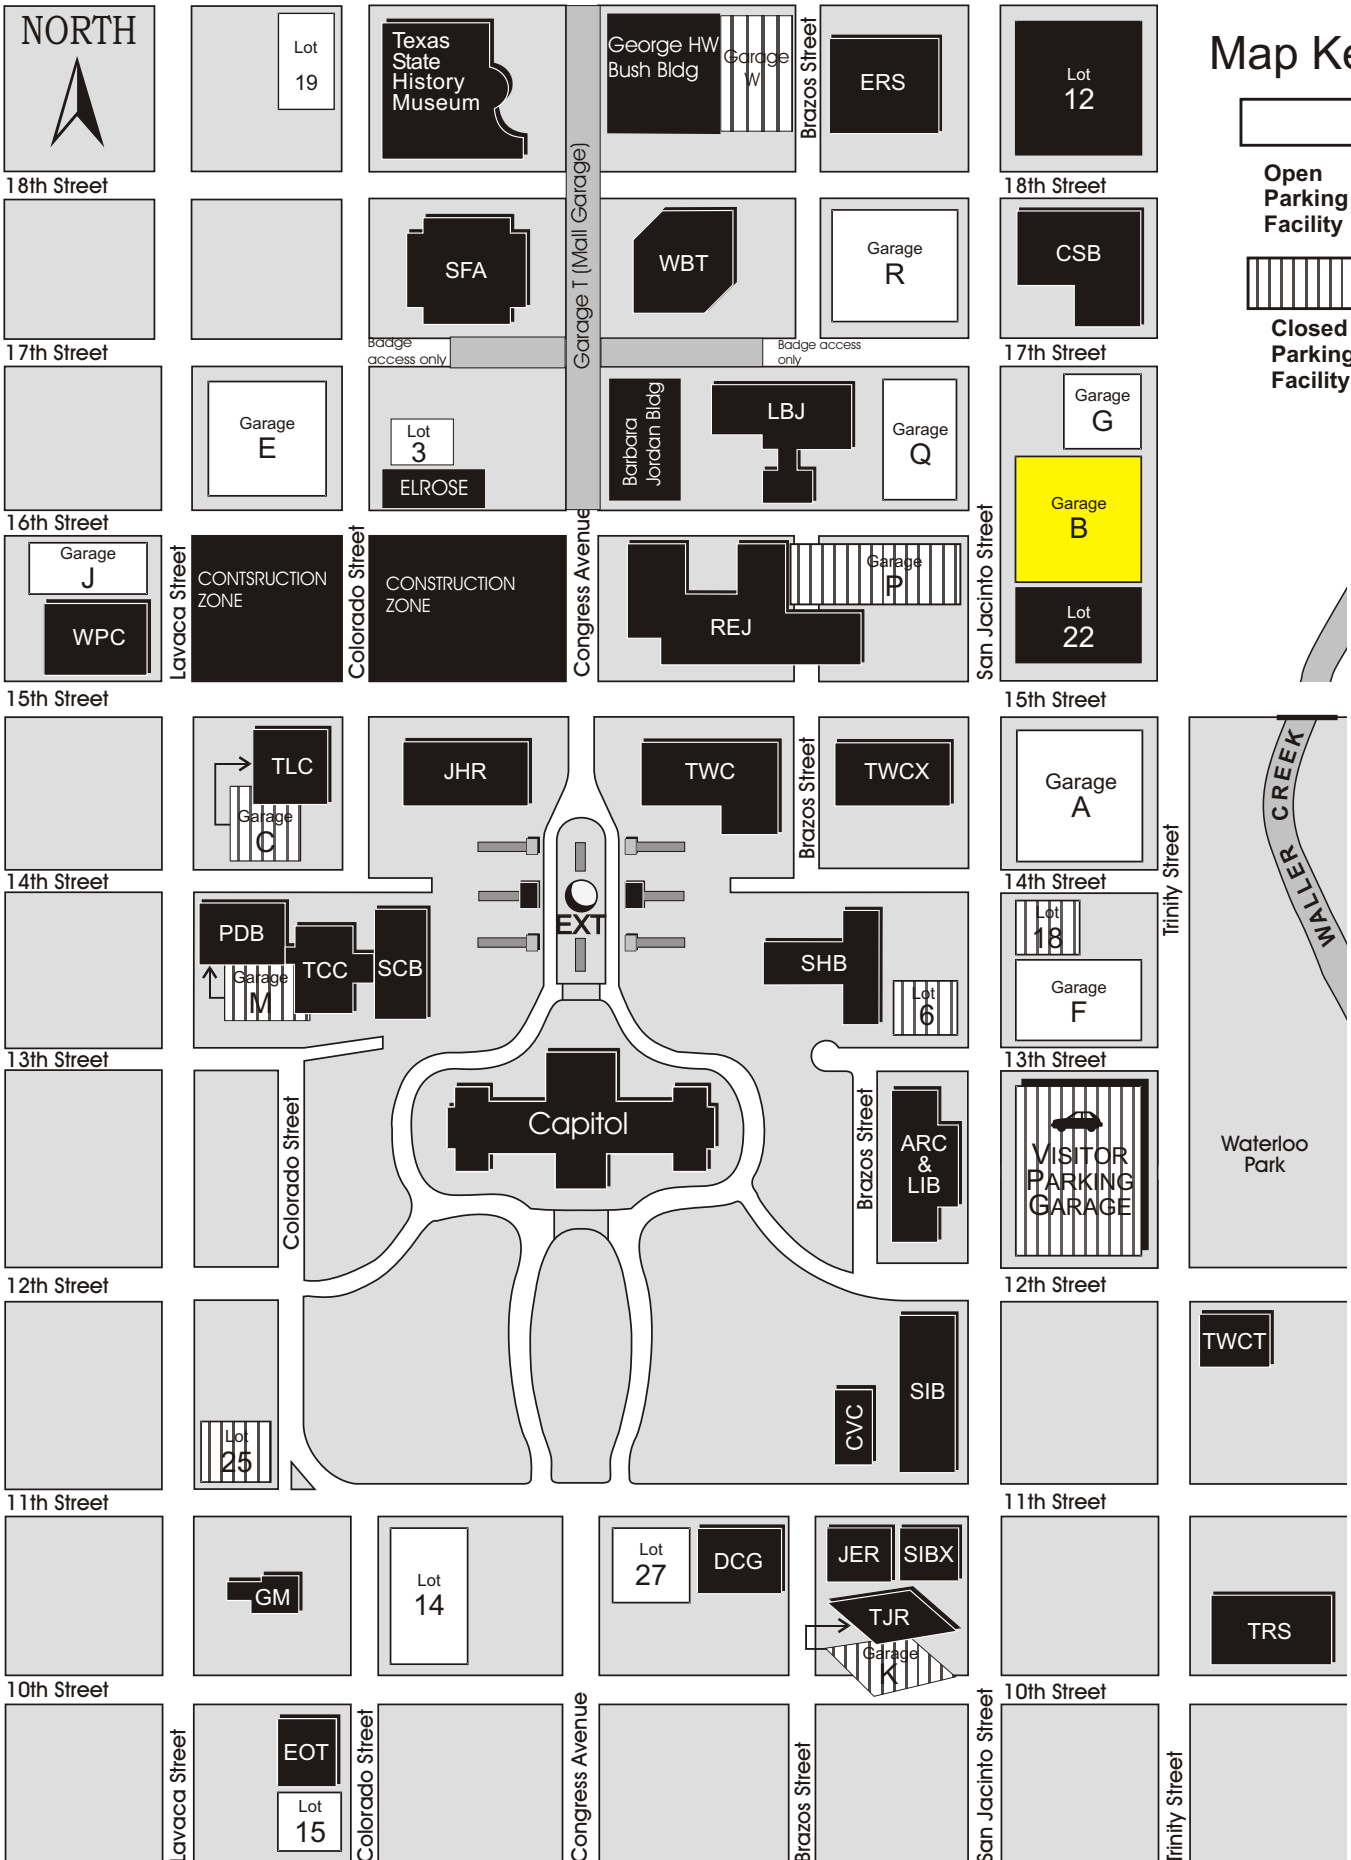 NORTH
Lot
19
Texas
State
History
Museum
George HW
Bush Bldg
Garage
W
Brazos Street
ERS
Lot
12
Map Ke
Open
Parking
Facility
Closed
Parking
Facility
18th Street
18th Street
Garage T (Mall Garage)
SFA
WBT
Garage
R
CSB
17th Street
Badge
access only
Badge access
only
17th Street
Garage
E
Lot
3
ELROSE
Barbara
Jordan Bldg
LBJ
Garage
Q
Garage
G
Garage
B
16th Street
Garage
J
WPC
Lavaca Street
CONTSRUCTION
ZONE
Colorado Street
CONSTRUCTION
ZONE
Congress Avenue
REJ
Garage
P
San Jacinto Street
Lot
22
15th Street
15th Street
TLC
Garage
C
JHR
TWC
Brazos Street
TWCX
Garage
A
Trinity Street
WALLER CREEK
14th Street
14th Street
PDB
Garage
M
TCC
SCB
EXT
SHB
Lot
6
Lot
18
Garage
F
13th Street
13th Street
Colorado Street
Capitol
Brazos Street
ARC
&
LIB
VISITOR
PARKING
GARAGE
Waterloo
Park
12th Street
12th Street
Lot
25
CVC
SIB
TWCT
11th Street
11th Street
GM
Lot
14
Lot
27
DCG
JER
SIBX
TJR
Garage
K
TRS
10th Street
10th Street
Lavaca Street
EOT
Lot
15
Colorado Street
Congress Avenue
Brazos Street
San Jacinto Street
Trinity Street